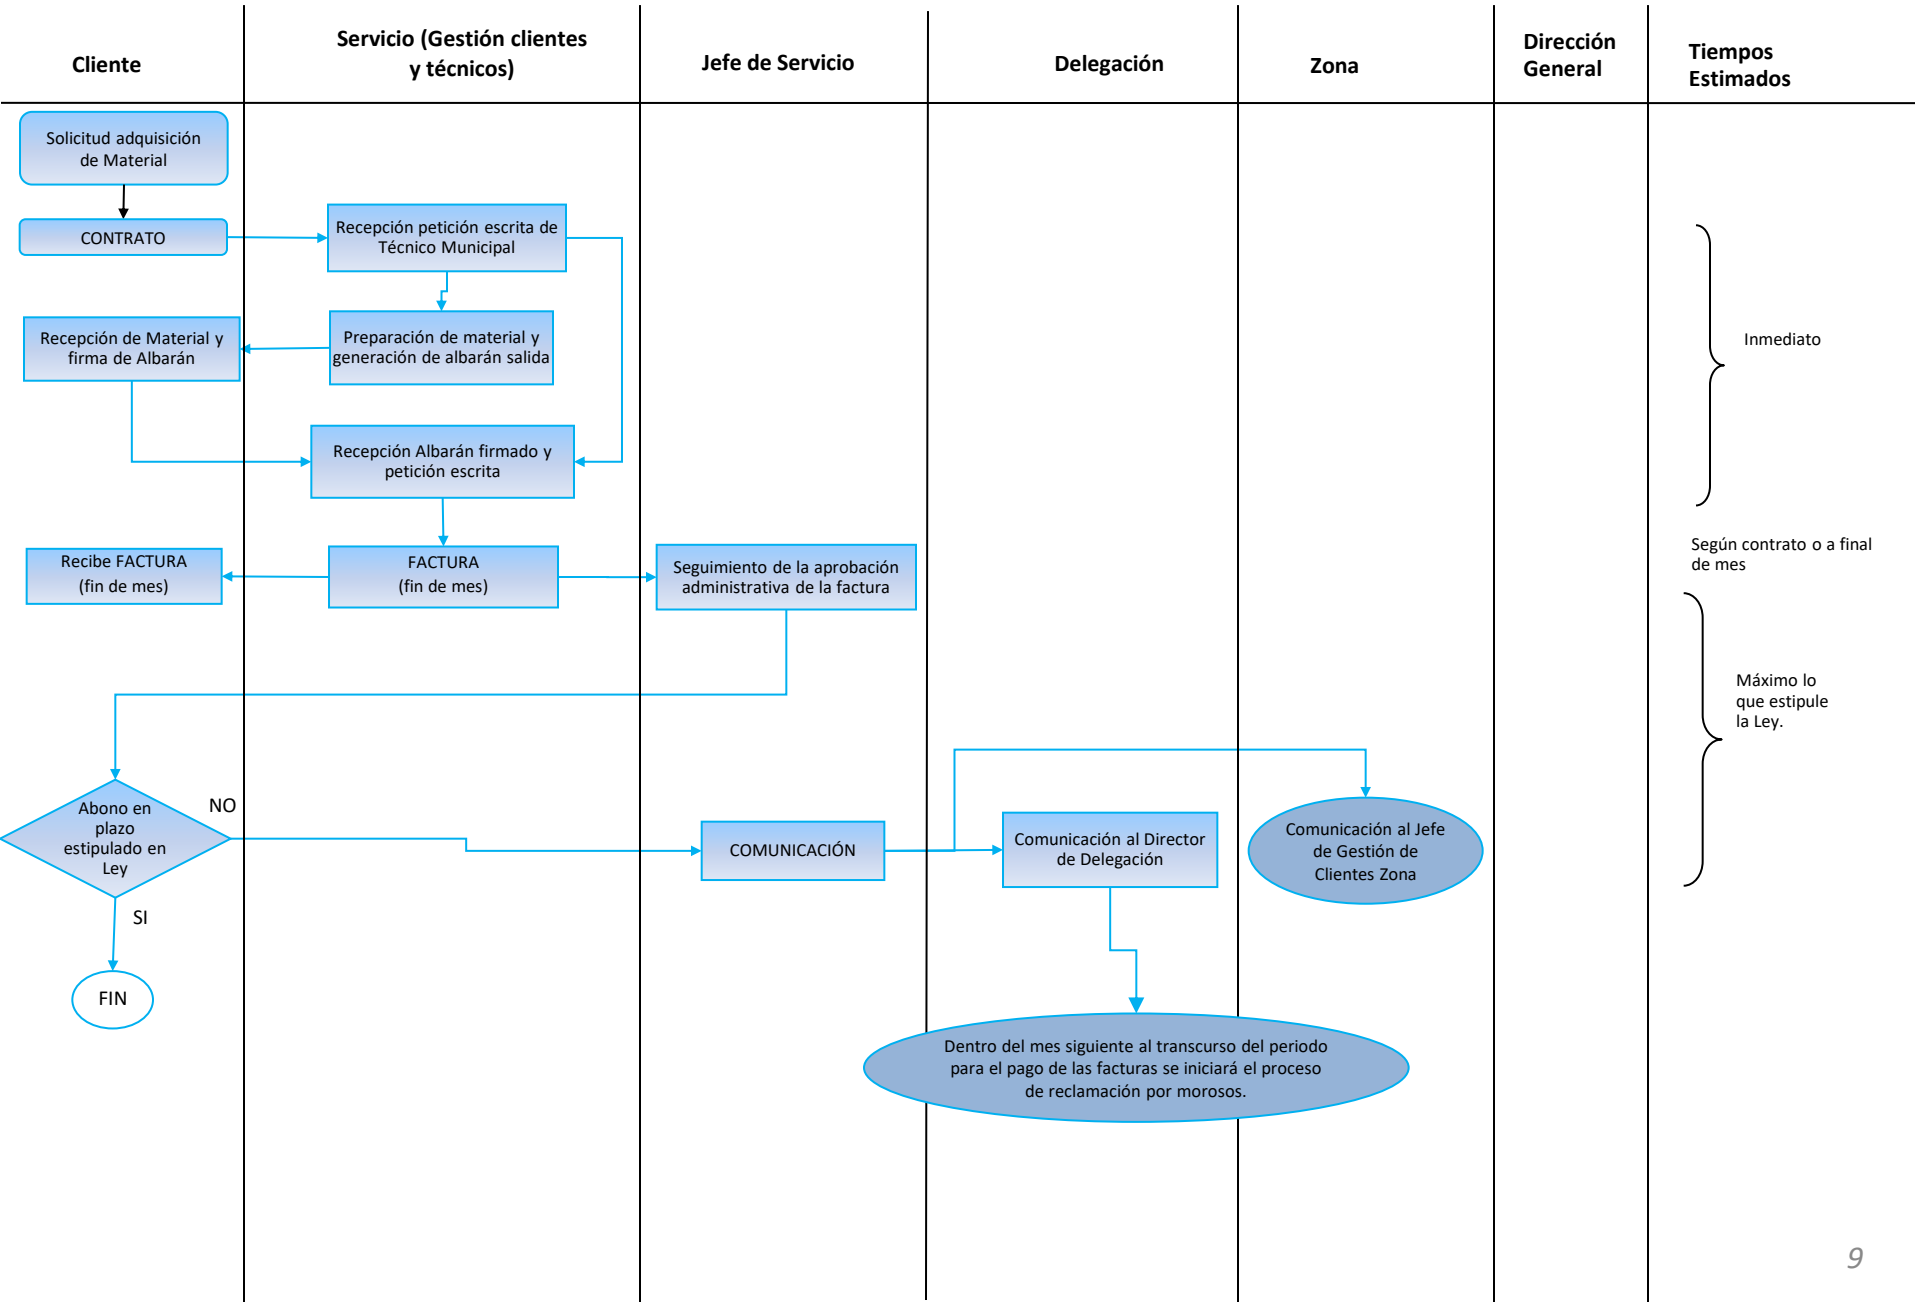 Cliente
Servicio (Gestión clientes
y técnicos)
Jefe de Servicio
Delegación
Zona
Dirección
General
Tiempos
Estimados
Solicitud adquisición
de Material
CONTRATO
Recepción petición escrita de
Técnico Municipal
Recepción de Material y
firma de Albarán
Preparación de material y
generación de albarán salida
Inmediato
Recepción Albarán firmado y
petición escrita
Recibe FACTURA
(fin de mes)
FACTURA
(fin de mes)
Seguimiento de la aprobación
administrativa de la factura
Según contrato o a final
de mes
Máximo lo
que estipule
la Ley.
Abono en
plazo
estipulado en
Ley
NO
COMUNICACIÓN
Comunicación al Director
de Delegación
Comunicación al Jefe
de Gestión de
Clientes Zona
SI
FIN
Dentro del mes siguiente al transcurso del periodo
para el pago de las facturas se iniciará el proceso
de reclamación por morosos.
9